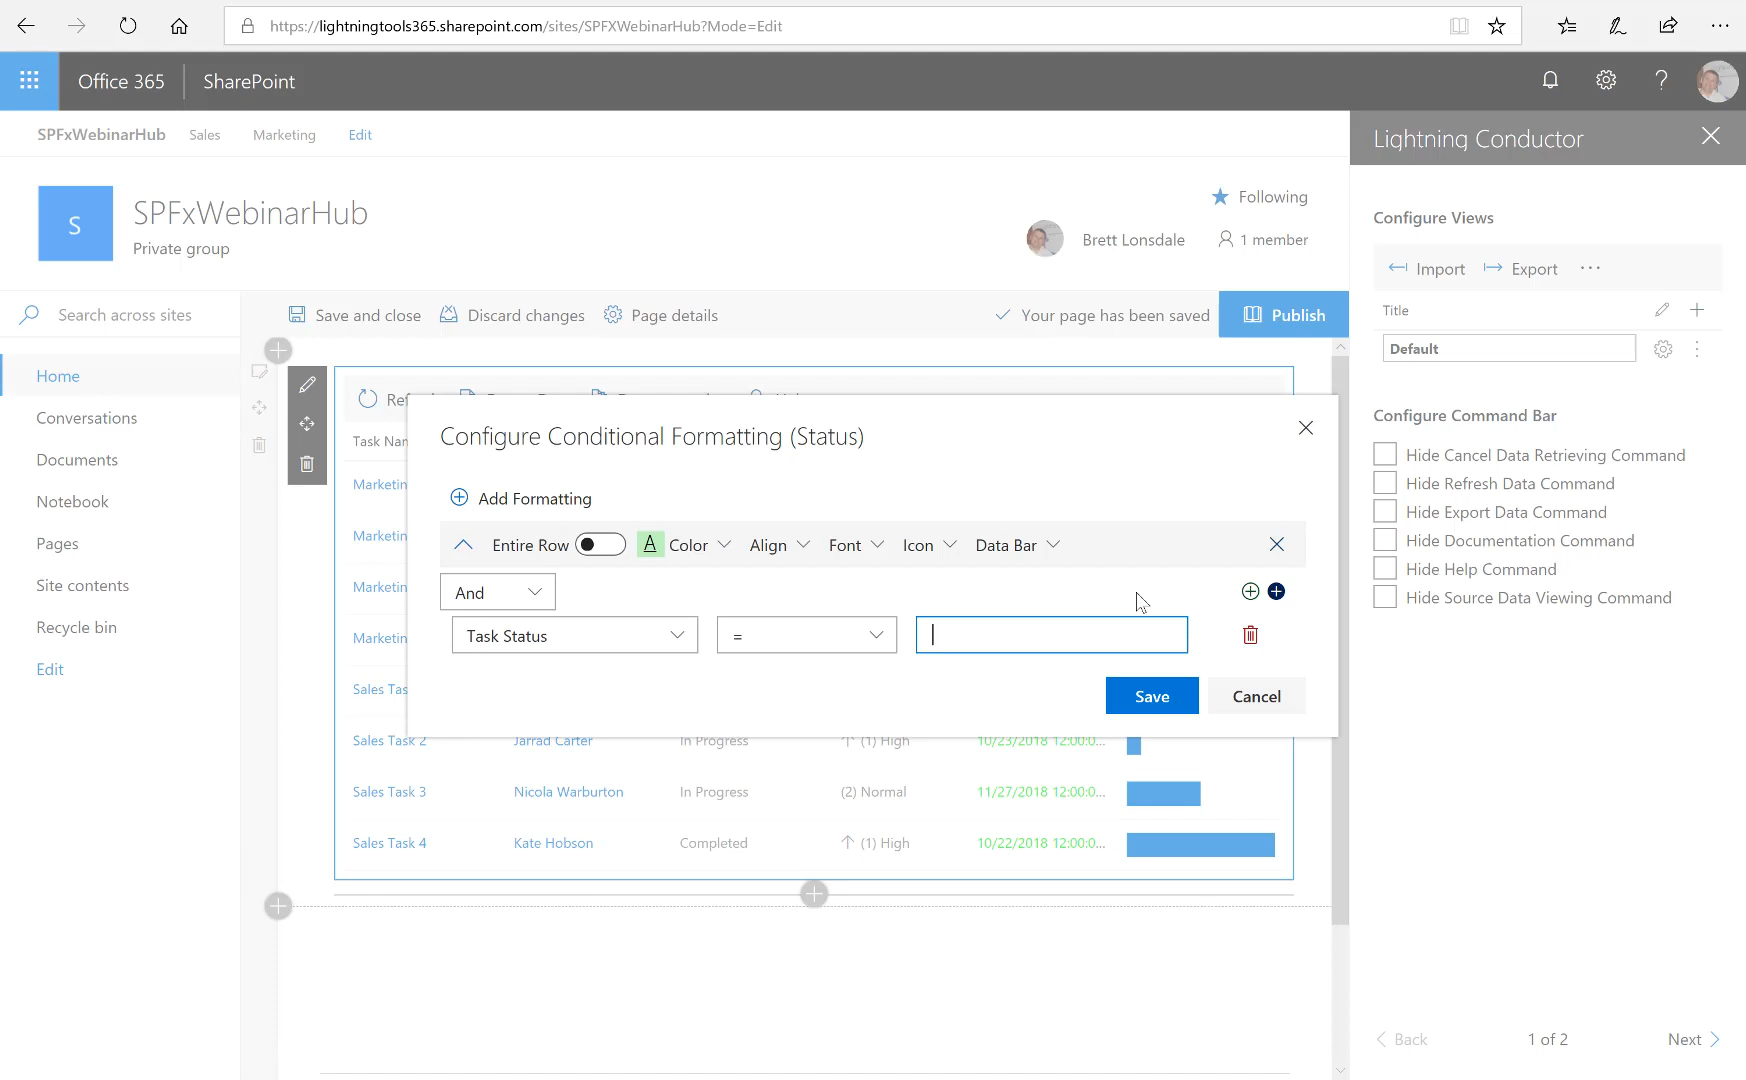 https://lightningtools365.sharepoint.com/sites/SPFXWebinarHub?Mode=Edit
Office 365
SharePoint
SPFxWebinarHub
Sales
Marketing
Edit
Lightning Conductor
S
SPFxWebinarHub
Private group
Following
Brett Lonsdale
1 member
Configure Views
Import
Export
Title
Default
Search across sites
Save and close
Discard changes
Page details
Your page has been saved
Publish
Home
Conversations
Documents
Notebook
Pages
Site contents
Recycle bin
Edit
Task Nam
Marketin
Marketin
Marketin
Marketin
Sales Tas
Configure Conditional Formatting (Status)
Add Formatting
Entire Row
A Color
Align
Font
Icon
Data Bar
And
Task Status
=
Save
Cancel
Sales Task 2 Jarrad Carter In Progress (1) High 10/23/2018 12:00:0...
Sales Task 3 Nicola Warburton In Progress (2) Normal 11/27/2018 12:00:0...
Sales Task 4 Kate Hobson Completed (1) High 10/22/2018 12:00:0...
Configure Command Bar
Hide Cancel Data Retrieving Command
Hide Refresh Data Command
Hide Export Data Command
Hide Documentation Command
Hide Help Command
Hide Source Data Viewing Command
Back
1 of 2
Next